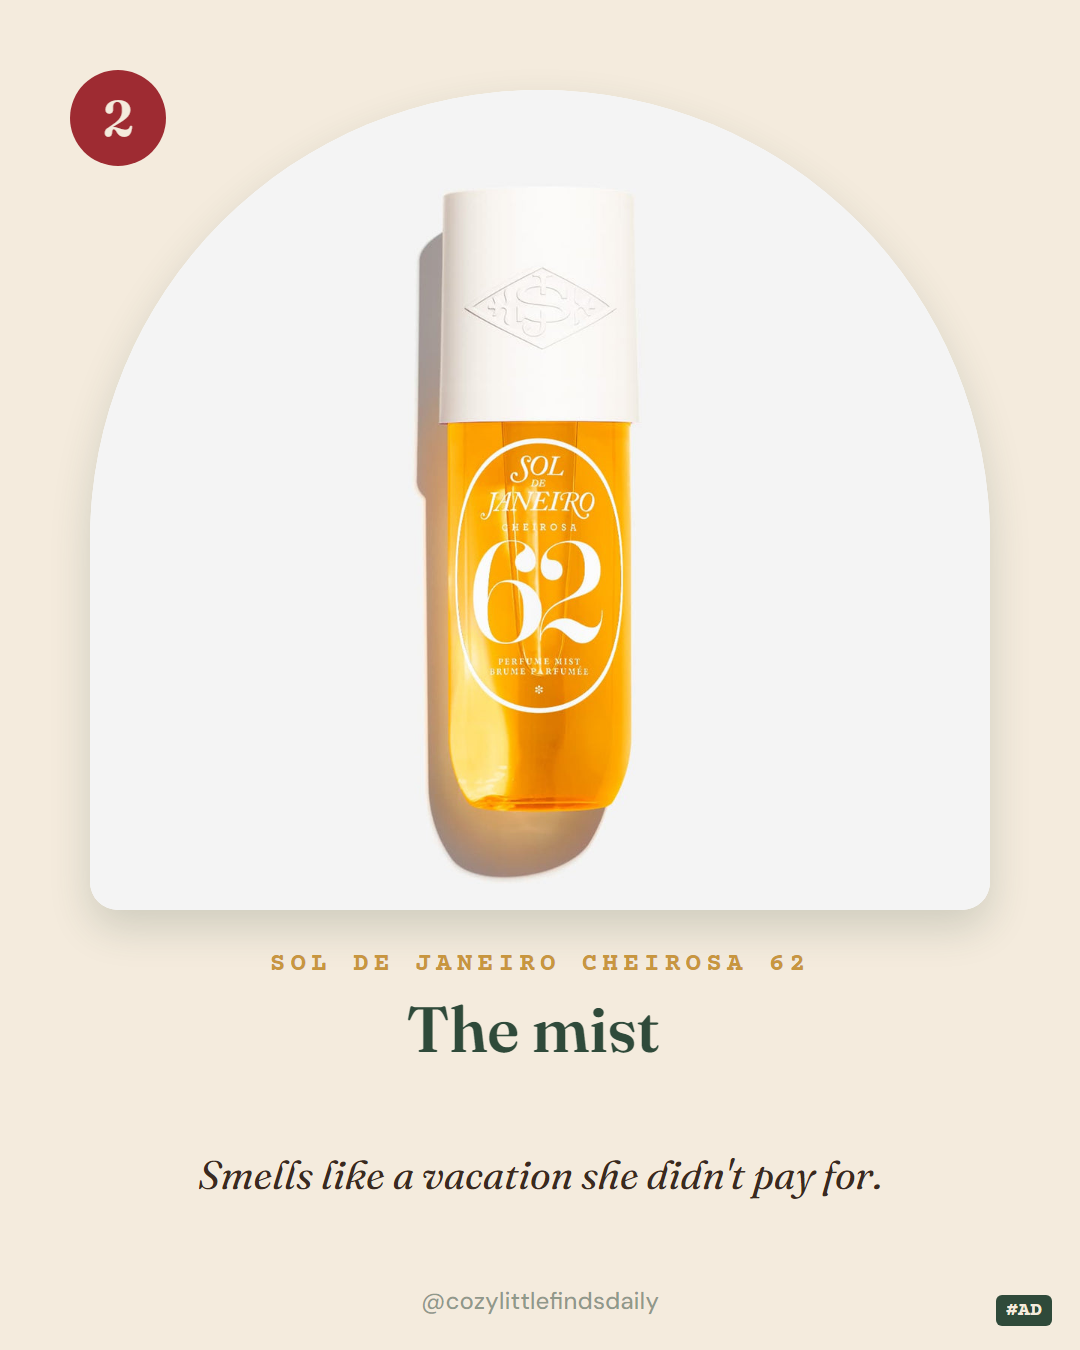 2
SOL
DE
JANEIRO
CHEIROSA
62
PERFUME MIST
BRUME PARFUMÉE
SOL DE JANEIRO CHEIROSA 62
The mist
Smells like a vacation she didn't pay for.
@cozylittlefindsdaily
#AD